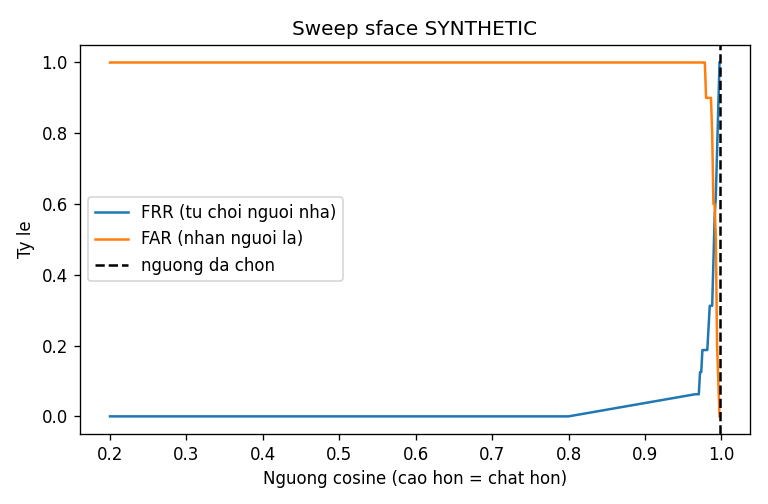 Sweep sface SYNTHETIC
1.0
0.8
0.6
0.4
0.2
0.0
Ty le
FRR (tu choi nguoi nha)
FAR (nhan nguoi la)
nguong da chon
0.2 0.3 0.4 0.5 0.6 0.7 0.8 0.9 1.0
Nguong cosine (cao hon = chat hon)